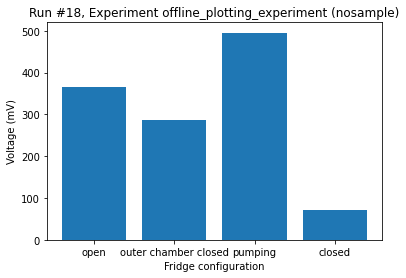 Run #18, Experiment offline_plotting_experiment (nosample)
500
400
300
200
100
0
Voltage (mV)
open outer chamber closed pumping closed
Fridge configuration